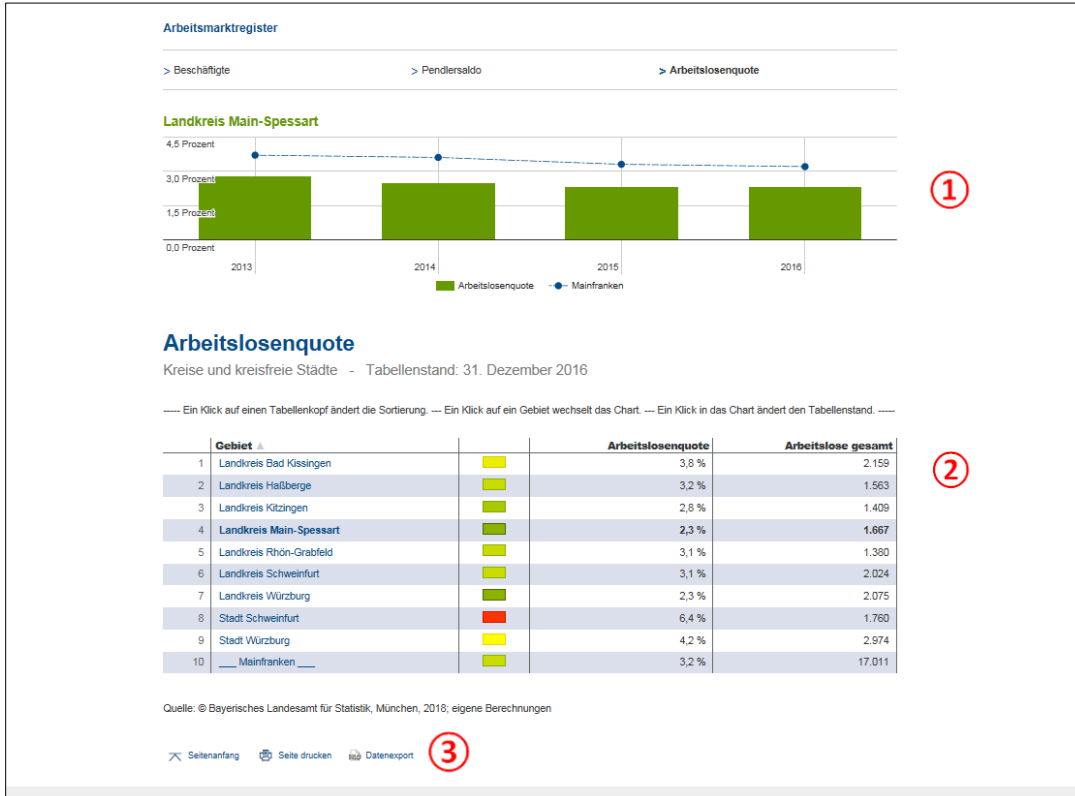 Arbeitsmarktregister
> Beschäftigte > Pendlersaldo > Arbeitslosenquote
Landkreis Main-Spessart
4,5 Prozent
3,0 Prozent
①
1,5 Prozent
0,0 Prozent
2013 2014 2015 2016
Arbeitslosenquote Mainfranken
Arbeitslosenquote
Kreise und kreisfreie Städte - Tabellenstand: 31. Dezember 2016
----- Ein Klick auf einen Tabellenkopf ändert die Sortierung. --- Ein Klick auf ein Gebiet wechselt das Chart. --- Ein Klick in das Chart ändert den Tabellenstand. -----
Gebiet Arbeitslosenquote Arbeitslose gesamt
1 Landkreis Bad Kissingen 3,8 % 2.159
②
2 Landkreis Haßberge 3,2 % 1.563
3 Landkreis Kitzingen 2,8 % 1.409
4 Landkreis Main-Spessart 2,3 % 1.667
5 Landkreis Rhön-Grabfeld 3,1 % 1.380
6 Landkreis Schweinfurt 3,1 % 2.024
7 Landkreis Würzburg 2,3 % 2.075
8 Stadt Schweinfurt 6,4 % 1.760
9 Stadt Würzburg 4,2 % 2.974
10 ___ Mainfranken ___ 3,2 % 17.011
Quelle: © Bayerisches Landesamt für Statistik, München, 2018; eigene Berechnungen
Seitenanfang Seite drucken Datenexport ③